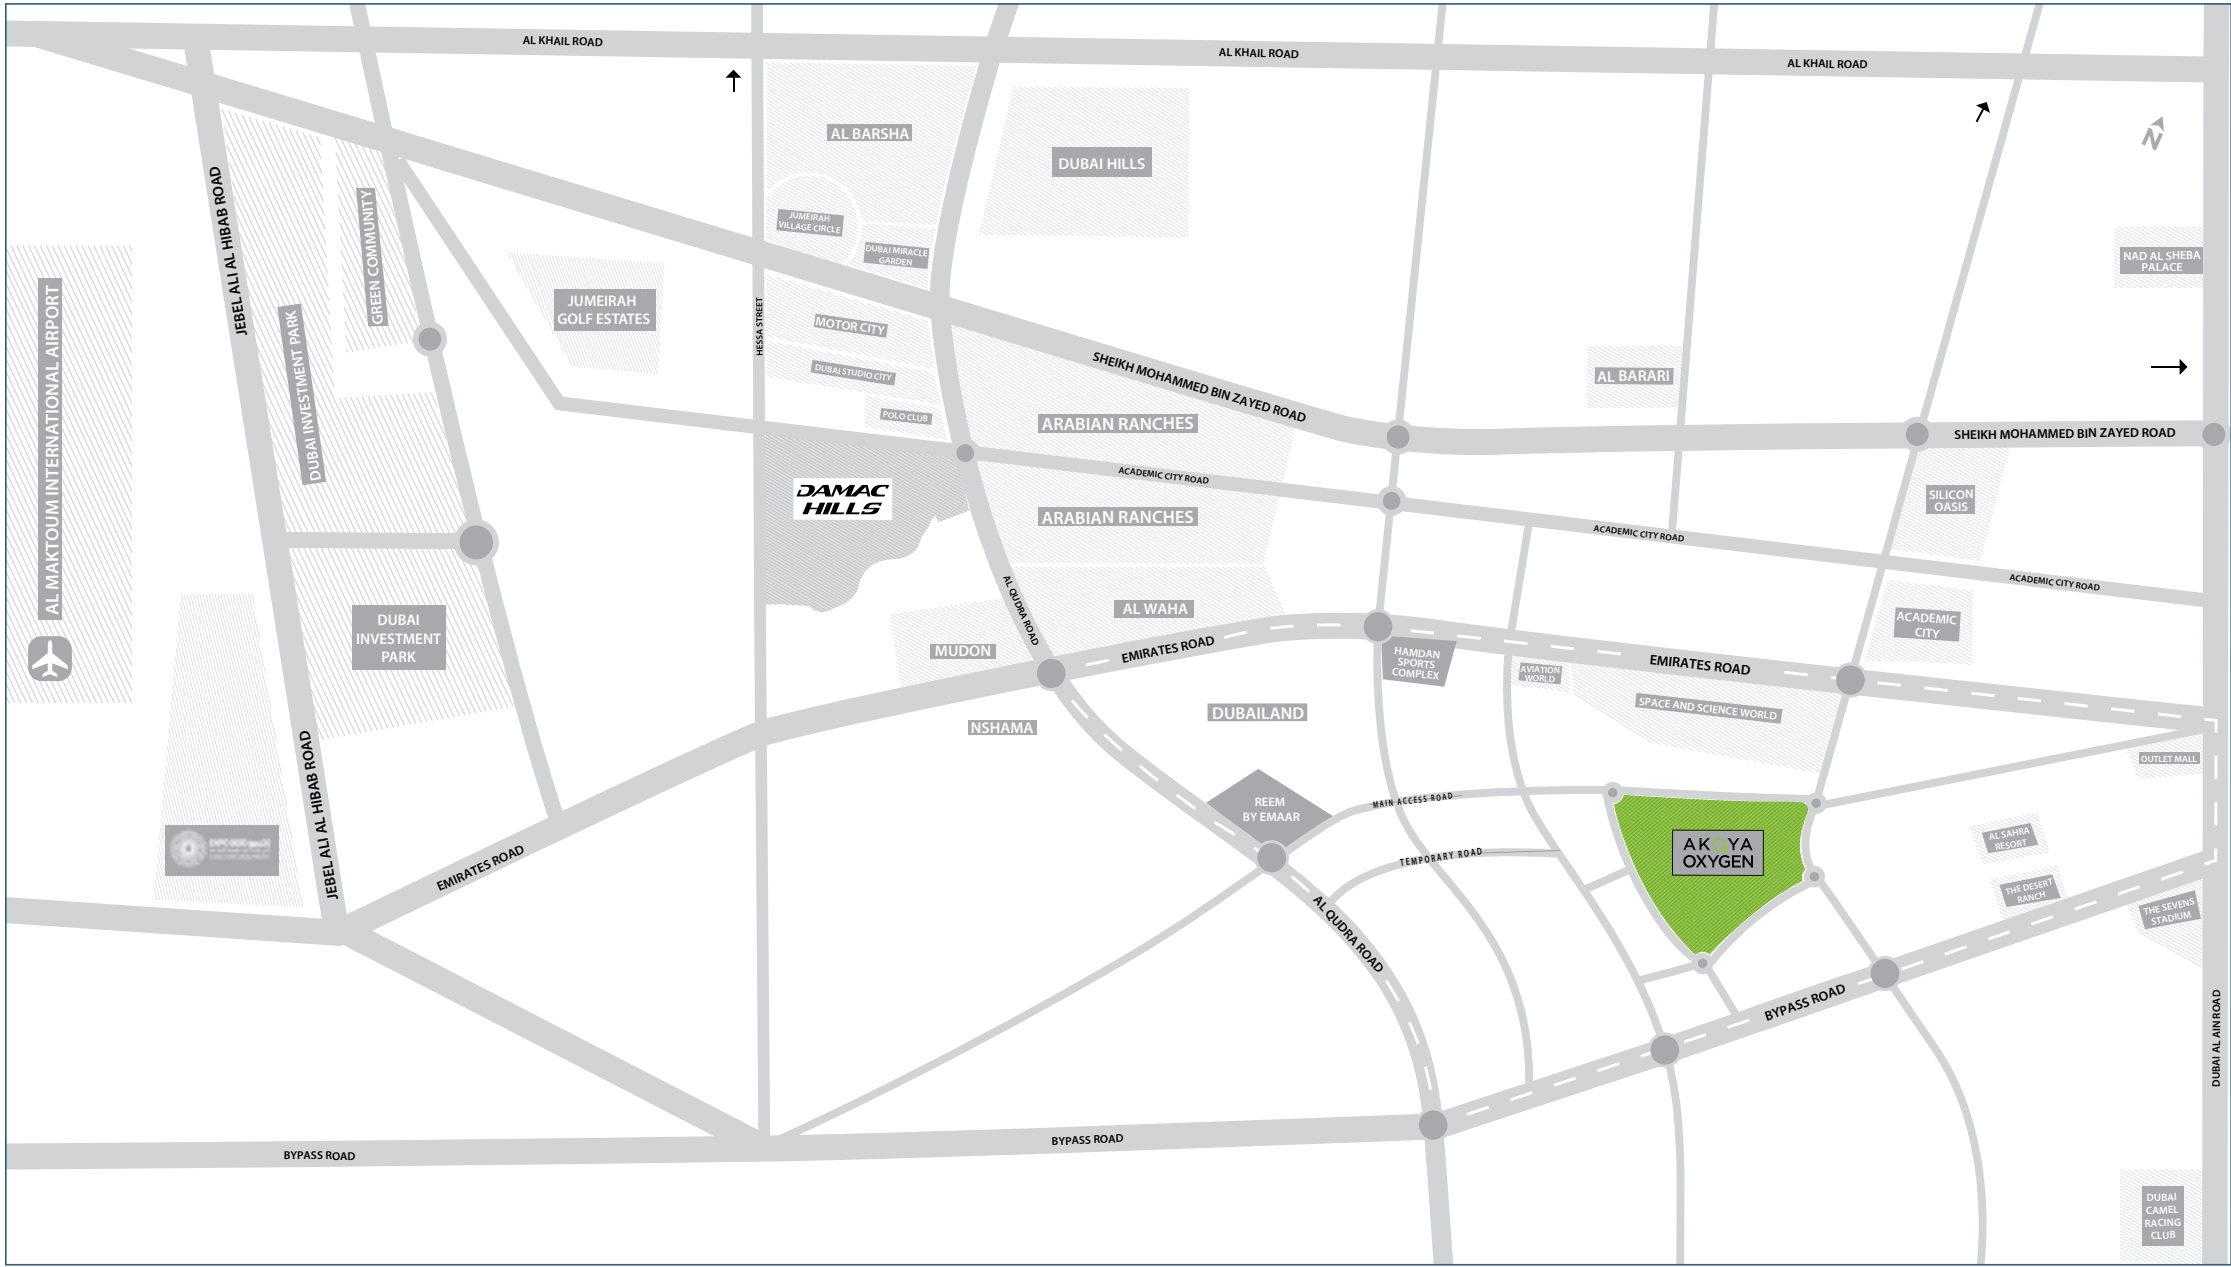 AL KHAIL ROAD
AL KHAIL ROAD
AL KHAIL ROAD
N
AL BARSHA
DUBAI HILLS
JUMEIRAH
VILLAGE CIRCLE
DUBAI MIRACLE
GARDEN
NAD AL SHEBA
PALACE
JEBEL ALI AL HIBAB ROAD
GREEN COMMUNITY
DUBAI INVESTMENT PARK
AL MAKTOUM INTERNATIONAL AIRPORT
JUMEIRAH
GOLF ESTATES
HESSA STREET
MOTOR CITY
DUBAI STUDIO CITY
POLO CLUB
SHEIKH MOHAMMED BIN ZAYED ROAD
AL BARARI
SHEIKH MOHAMMED BIN ZAYED ROAD
ARABIAN RANCHES
ACADEMIC CITY ROAD
DAMAC
HILLS
ARABIAN RANCHES
SILICON
OASIS
ACADEMIC CITY ROAD
ACADEMIC CITY ROAD
AL QUDRA ROAD
AL WAHA
ACADEMIC
CITY
DUBAI
INVESTMENT
PARK
MUDON
EMIRATES ROAD
HAMDAN
SPORTS
COMPLEX
AVIATION
WORLD
EMIRATES ROAD
SPACE AND SCIENCE WORLD
NSHAMA
DUBAILAND
OUTLET MALL
JEBEL ALI AL HIBAB ROAD
REEM
BY EMAAR
MAIN ACCESS ROAD
TEMPORARY ROAD
AKOYA
OXYGEN
AL SAHRA
RESORT
THE DESERT
RANCH
THE SEVENS
STADIUM
EMIRATES ROAD
AL QUDRA ROAD
BYPASS ROAD
DUBAI AL AIN ROAD
BYPASS ROAD
BYPASS ROAD
DUBAI
CAMEL
RACING
CLUB